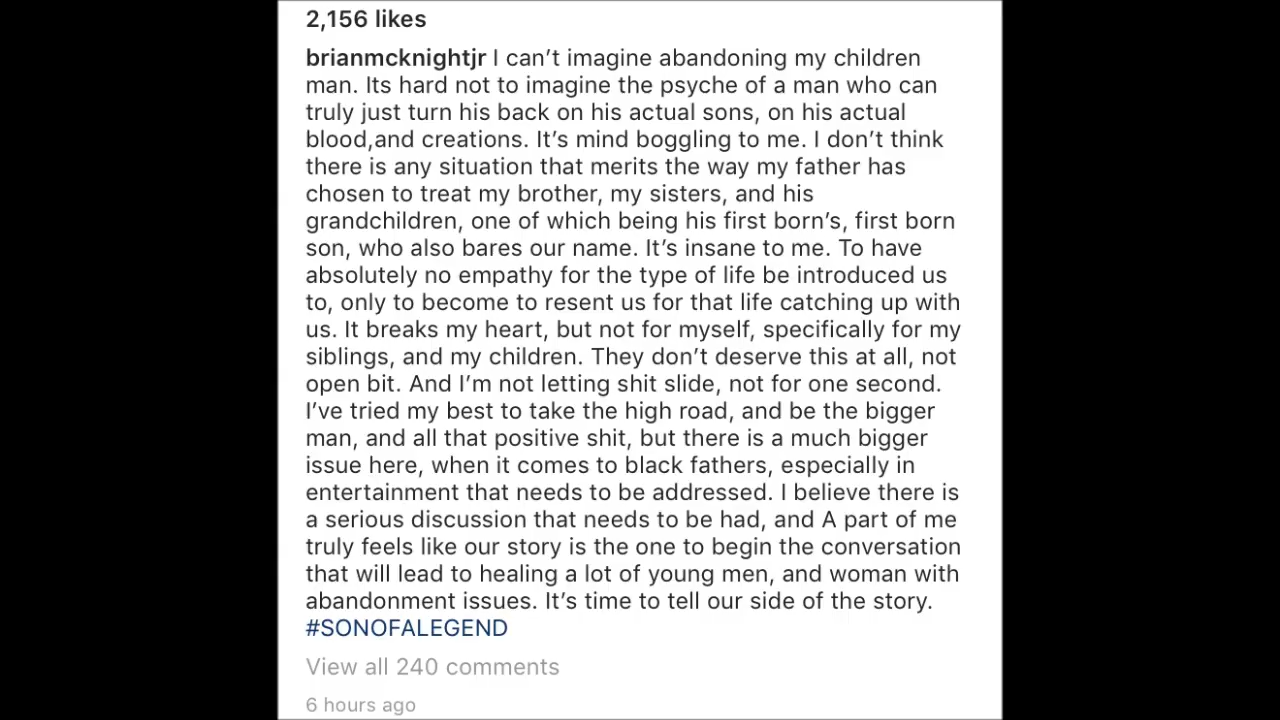 2,156 likes
brianmcknightjr I can't imagine abandoning my children
man. Its hard not to imagine the psyche of a man who can
truly just turn his back on his actual sons, on his actual
blood,and creations. It's mind boggling to me. I don't think
there is any situation that merits the way my father has
chosen to treat my brother, my sisters, and his
grandchildren, one of which being his first born's, first born
son, who also bares our name. It's insane to me. To have
absolutely no empathy for the type of life be introduced us
to, only to become to resent us for that life catching up with
us. It breaks my heart, but not for myself, specifically for my
siblings, and my children. They don't deserve this at all, not
open bit. And I'm not letting shit slide, not for one second.
I've tried my best to take the high road, and be the bigger
man, and all that positive shit, but there is a much bigger
issue here, when it comes to black fathers, especially in
entertainment that needs to be addressed. I believe there is
a serious discussion that needs to be had, and A part of me
truly feels like our story is the one to begin the conversation
that will lead to healing a lot of young men, and woman with
abandonment issues. It's time to tell our side of the story.
#SONOFALEGEND
View all 240 comments
6 hours ago